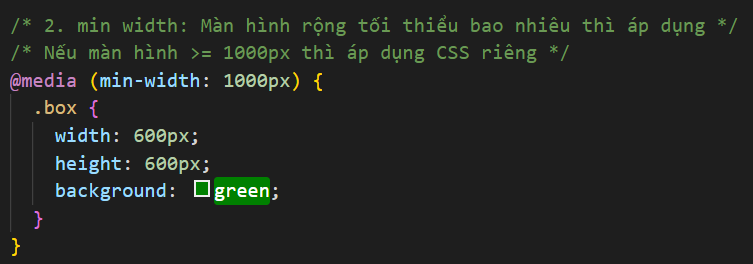 /* 2. min width: Màn hình rộng tối thiểu bao nhiêu thì áp dụng */
/* Nếu màn hình >= 1000px thì áp dụng CSS riêng */
@media (min-width: 1000px) {
  .box {
    width: 600px;
    height: 600px;
    background: green;
  }
}